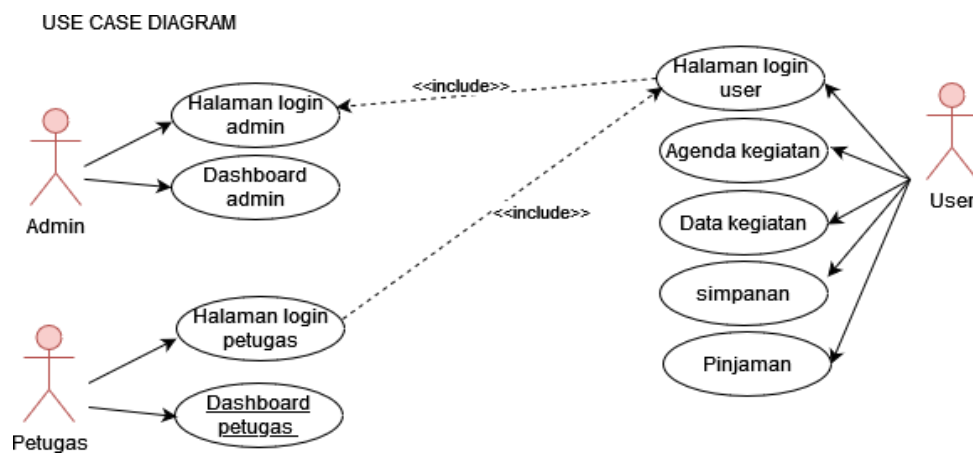 USE CASE DIAGRAM
Halaman login
admin
Dashboard
admin
Admin
<<include>>
<<include>>
Halaman login
user
Agenda kegiatan
Data kegiatan
simpanan
Pinjaman
User
Halaman login
petugas
Dashboard
petugas
Petugas